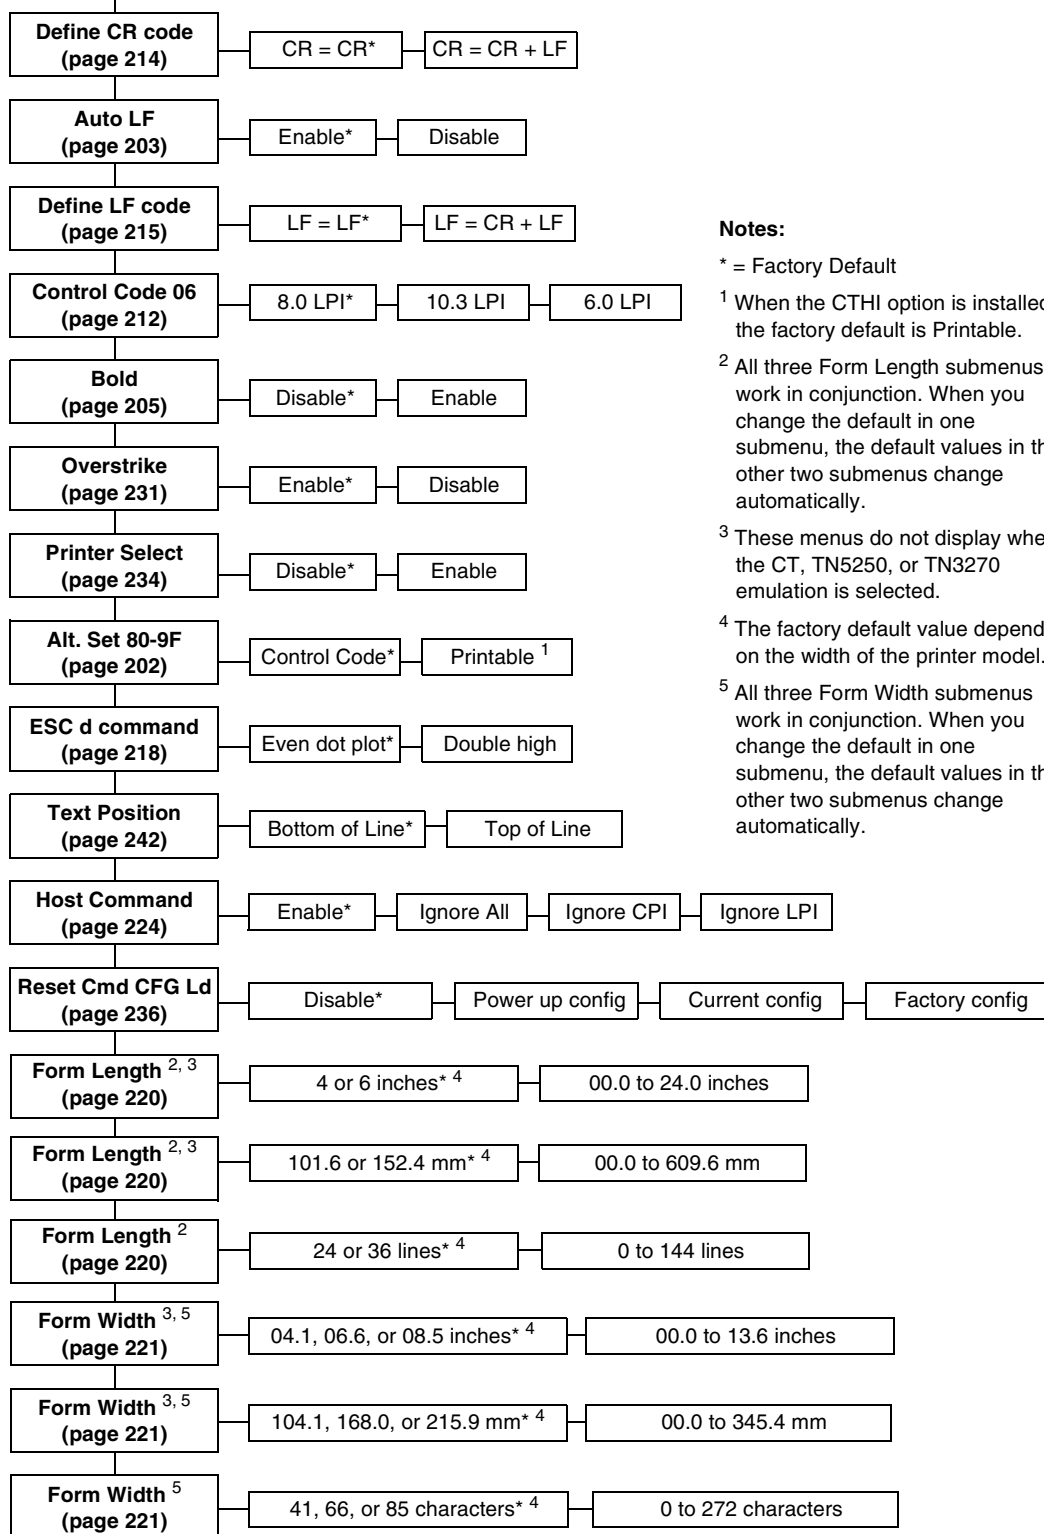 Define CR code
(page 214)
CR = CR*
CR = CR + LF
Auto LF
(page 203)
Enable*
Disable
Define LF code
(page 215)
LF = LF*
LF = CR + LF
Control Code 06
(page 212)
8.0 LPI*
10.3 LPI
6.0 LPI
Bold
(page 205)
Disable*
Enable
Overstrike
(page 231)
Enable*
Disable
Printer Select
(page 234)
Disable*
Enable
Alt. Set 80-9F
(page 202)
Control Code*
Printable 1
ESC d command
(page 218)
Even dot plot*
Double high
Text Position
(page 242)
Bottom of Line*
Top of Line
Host Command
(page 224)
Enable*
Ignore All
Ignore CPI
Ignore LPI
Reset Cmd CFG Ld
(page 236)
Disable*
Power up config
Current config
Factory config
Form Length 2, 3
(page 220)
4 or 6 inches* 4
00.0 to 24.0 inches
Form Length 2, 3
(page 220)
101.6 or 152.4 mm* 4
00.0 to 609.6 mm
Form Length 2
(page 220)
24 or 36 lines* 4
0 to 144 lines
Form Width 3, 5
(page 221)
04.1, 06.6, or 08.5 inches* 4
00.0 to 13.6 inches
Form Width 3, 5
(page 221)
104.1, 168.0, or 215.9 mm* 4
00.0 to 345.4 mm
Form Width 5
(page 221)
41, 66, or 85 characters* 4
0 to 272 characters
Notes:
* = Factory Default
1 When the CTHI option is installe
the factory default is Printable.
2 All three Form Length submenus
work in conjunction. When you
change the default in one
submenu, the default values in th
other two submenus change
automatically.
3 These menus do not display whe
the CT, TN5250, or TN3270
emulation is selected.
4 The factory default value depend
on the width of the printer model.
5 All three Form Width submenus
work in conjunction. When you
change the default in one
submenu, the default values in th
other two submenus change
automatically.